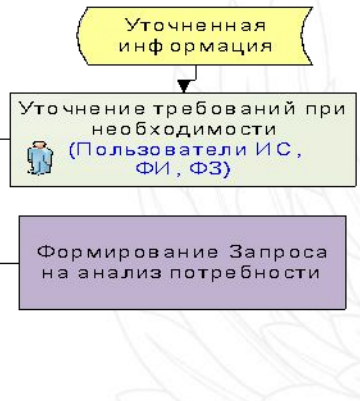 Уточненная
информация
Уточнение требований при
необходимости
(Пользователи ИС,
ФИ, ФЗ)
Формирование Запроса
на анализ потребности